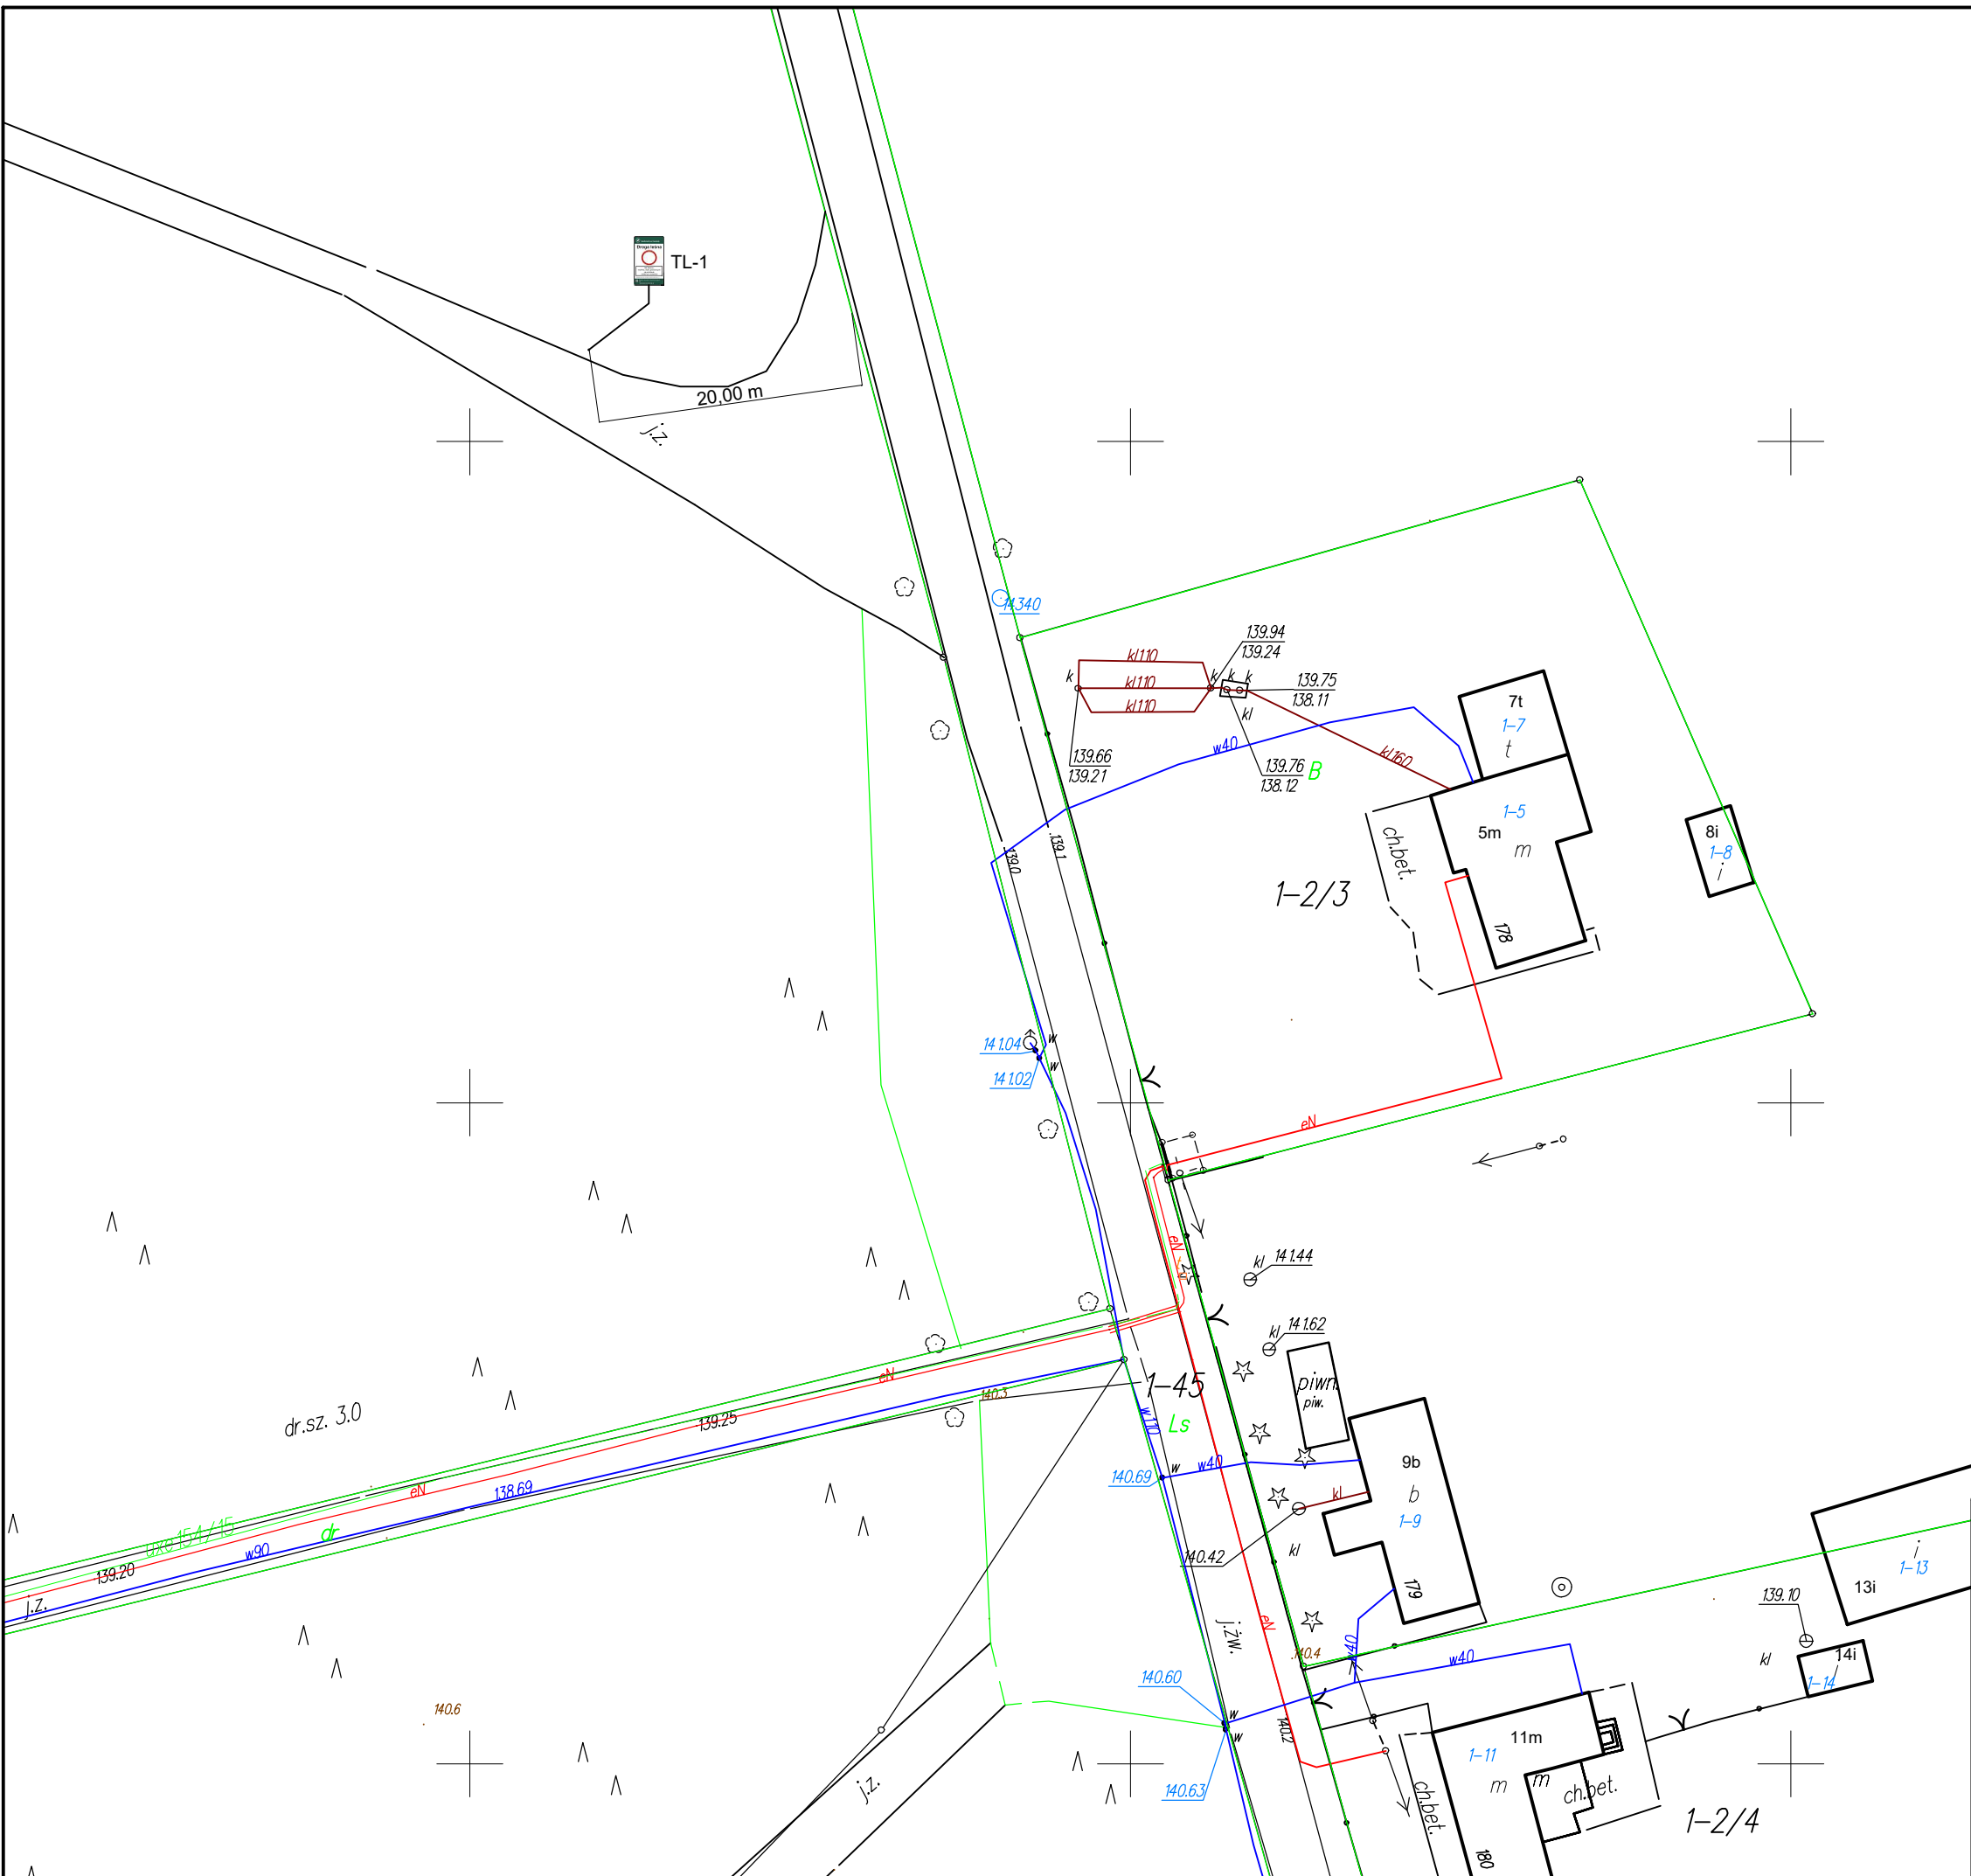 Droga leśna
TL-1
20,00 m
j.z.
14340
139.94
139.24
kl110
k
kl110
k k k
139.75
138.11
kl110
kl
7t
1-7
t
w40
kl160
139.66
139.21
139.76
138.12
B
1-5
5m
m
8i
1-8
i
139.0
139.1
ch.bet.
1-2/3
178
141.04
w
141.02
w
eN
eN
kl
141.44
kl
141.62
piwn.
piw.
1-45
140.3
eN
w110
Ls
dr.sz. 3.0
139.25
140.69
w
w40
9b
b
1-9
kl
138.69
eN
dr
w90
139.20
j.z.
140.42
kl
179
i
1-13
13i
139.10
j.żw.
eN
w40
140.4
w40
kl
14i
i
1-14
140.60
w
140.2
w
140.63
140.6
11m
1-11
m
m
ch.bet.
ch.bet.
j.z.
1-2/4
180